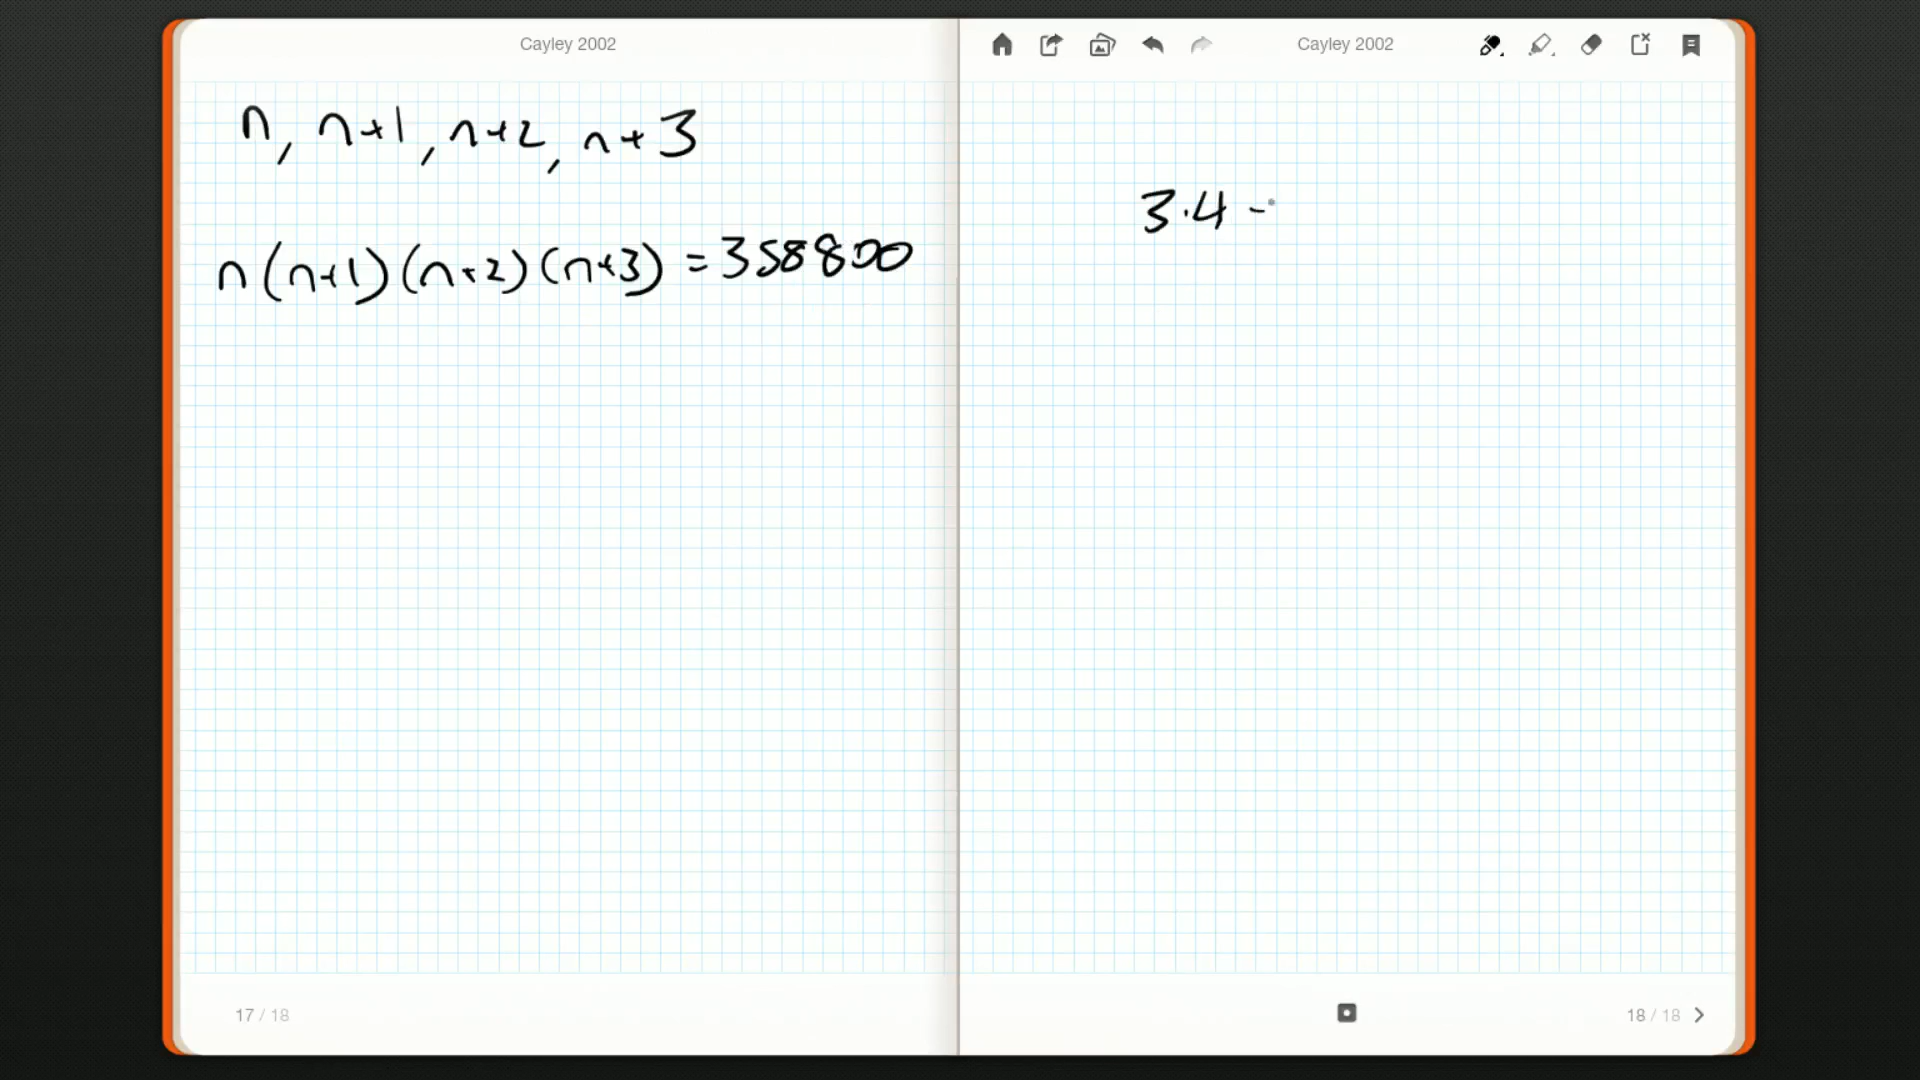 Cayley 2002
n, n+1, n+2, n+3
n(n+1)(n+2)(n+3) = 358800
17 / 18
Cayley 2002
3.4 -
18 / 18